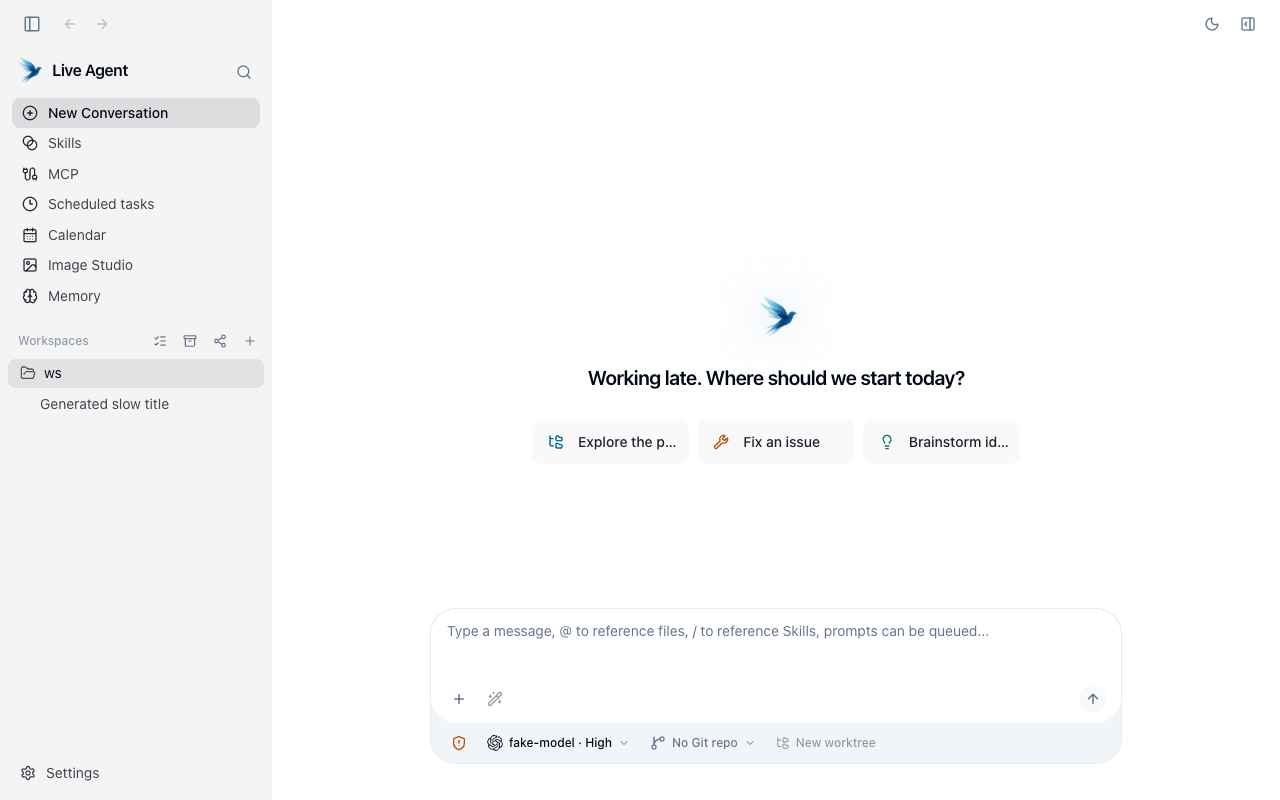 Live Agent
New Conversation
Skills
MCP
Scheduled tasks
Calendar
Image Studio
Memory
Workspaces
ws
Generated slow title
Settings
Working late. Where should we start today?
Explore the p...
Fix an issue
Brainstorm id...
Type a message, @ to reference files, / to reference Skills, prompts can be queued...
fake-model · High
No Git repo
New worktree